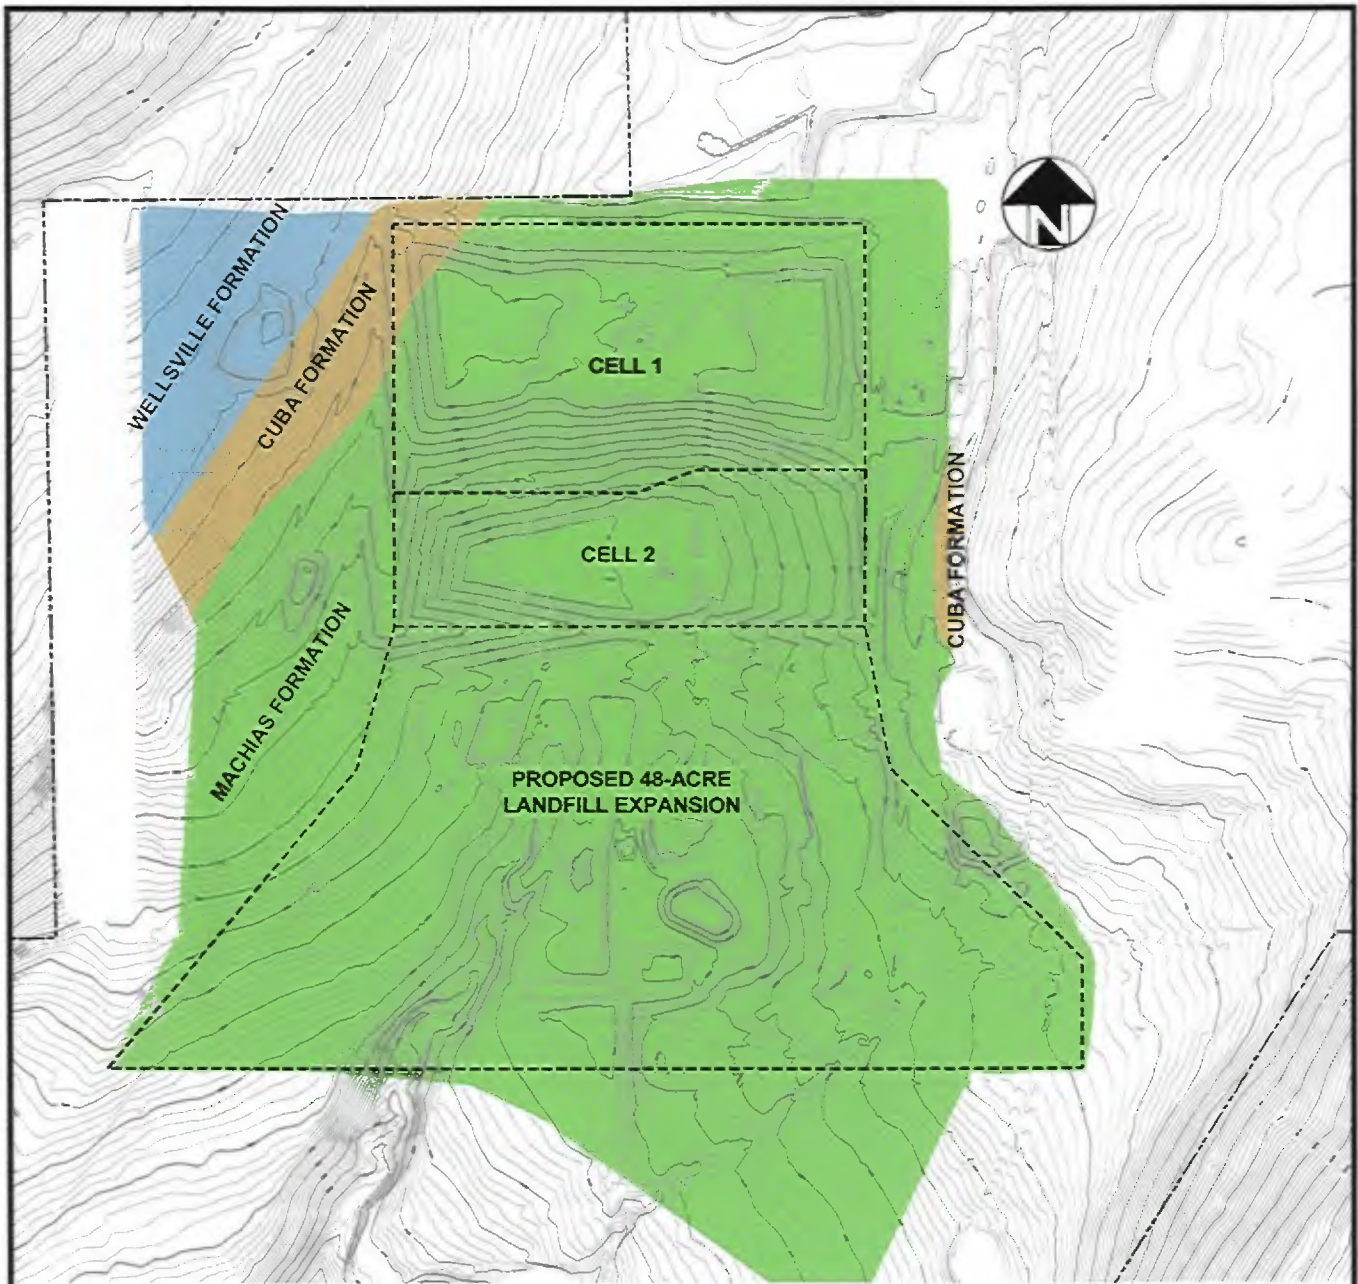 N
WELLSVILLE FORMATION
CUBA FORMATION
CELL 1
CELL 2
CUBA FORMATION
MACHIAS FORMATION
PROPOSED 48-ACRE
LANDFILL EXPANSION